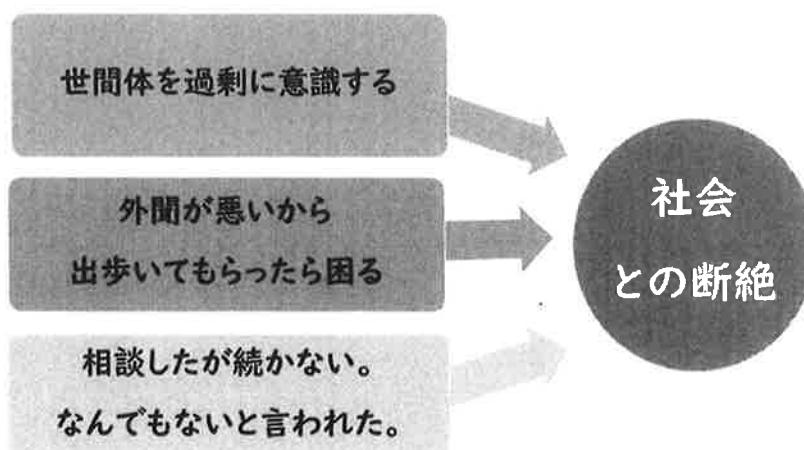 世間体を過剰に意識する
外聞が悪いから
出歩いてもらったら困る
相談したが続かない。
なんでもないと言われた。
社会
との断絶